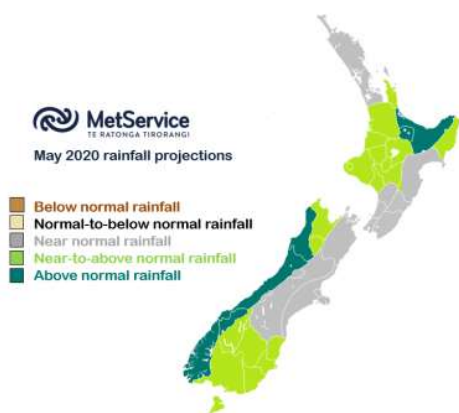 MetService
TE RATONGA TIRORANGI
May 2020 rainfall projections
Below normal rainfall
Normal-to-below normal rainfall
Near normal rainfall
Near-to-above normal rainfall
Above normal rainfall